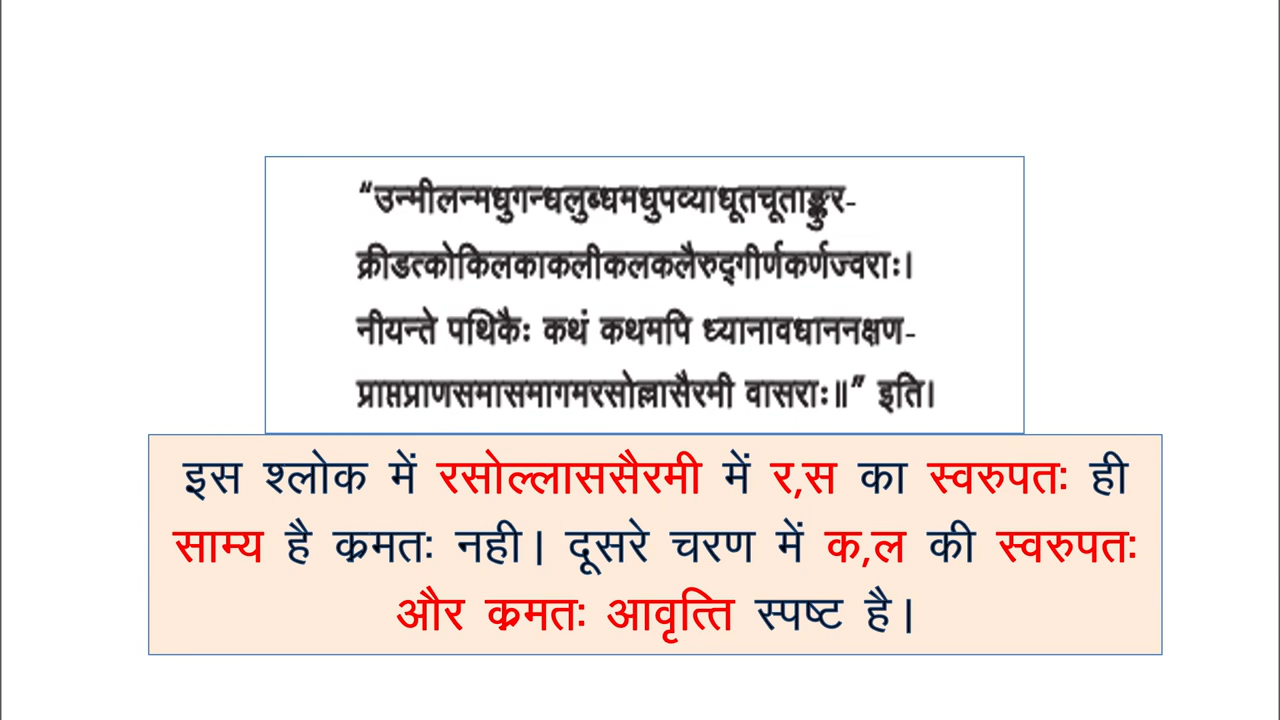 “उन्मीलन्मधुगन्धलुब्धमधुपव्याधूतचूताङ्कुर-
क्रीडत्कोकिलकाकलीकलकलैरुद्गीर्णकर्णज्वराः।
नीयन्ते पथिकैः कथं कथमपि ध्यानावधाननक्षण-
प्राप्तप्राणसमासमागमरसोल्लासैरमी वासराः॥” इति।
इस श्लोक में रसोल्लाससैरमी में र,स का स्वरुपतः ही
साम्य है क्रमतः नही। दूसरे चरण में क,ल की स्वरुपतः
और क्रमतः आवृत्ति स्पष्ट है।